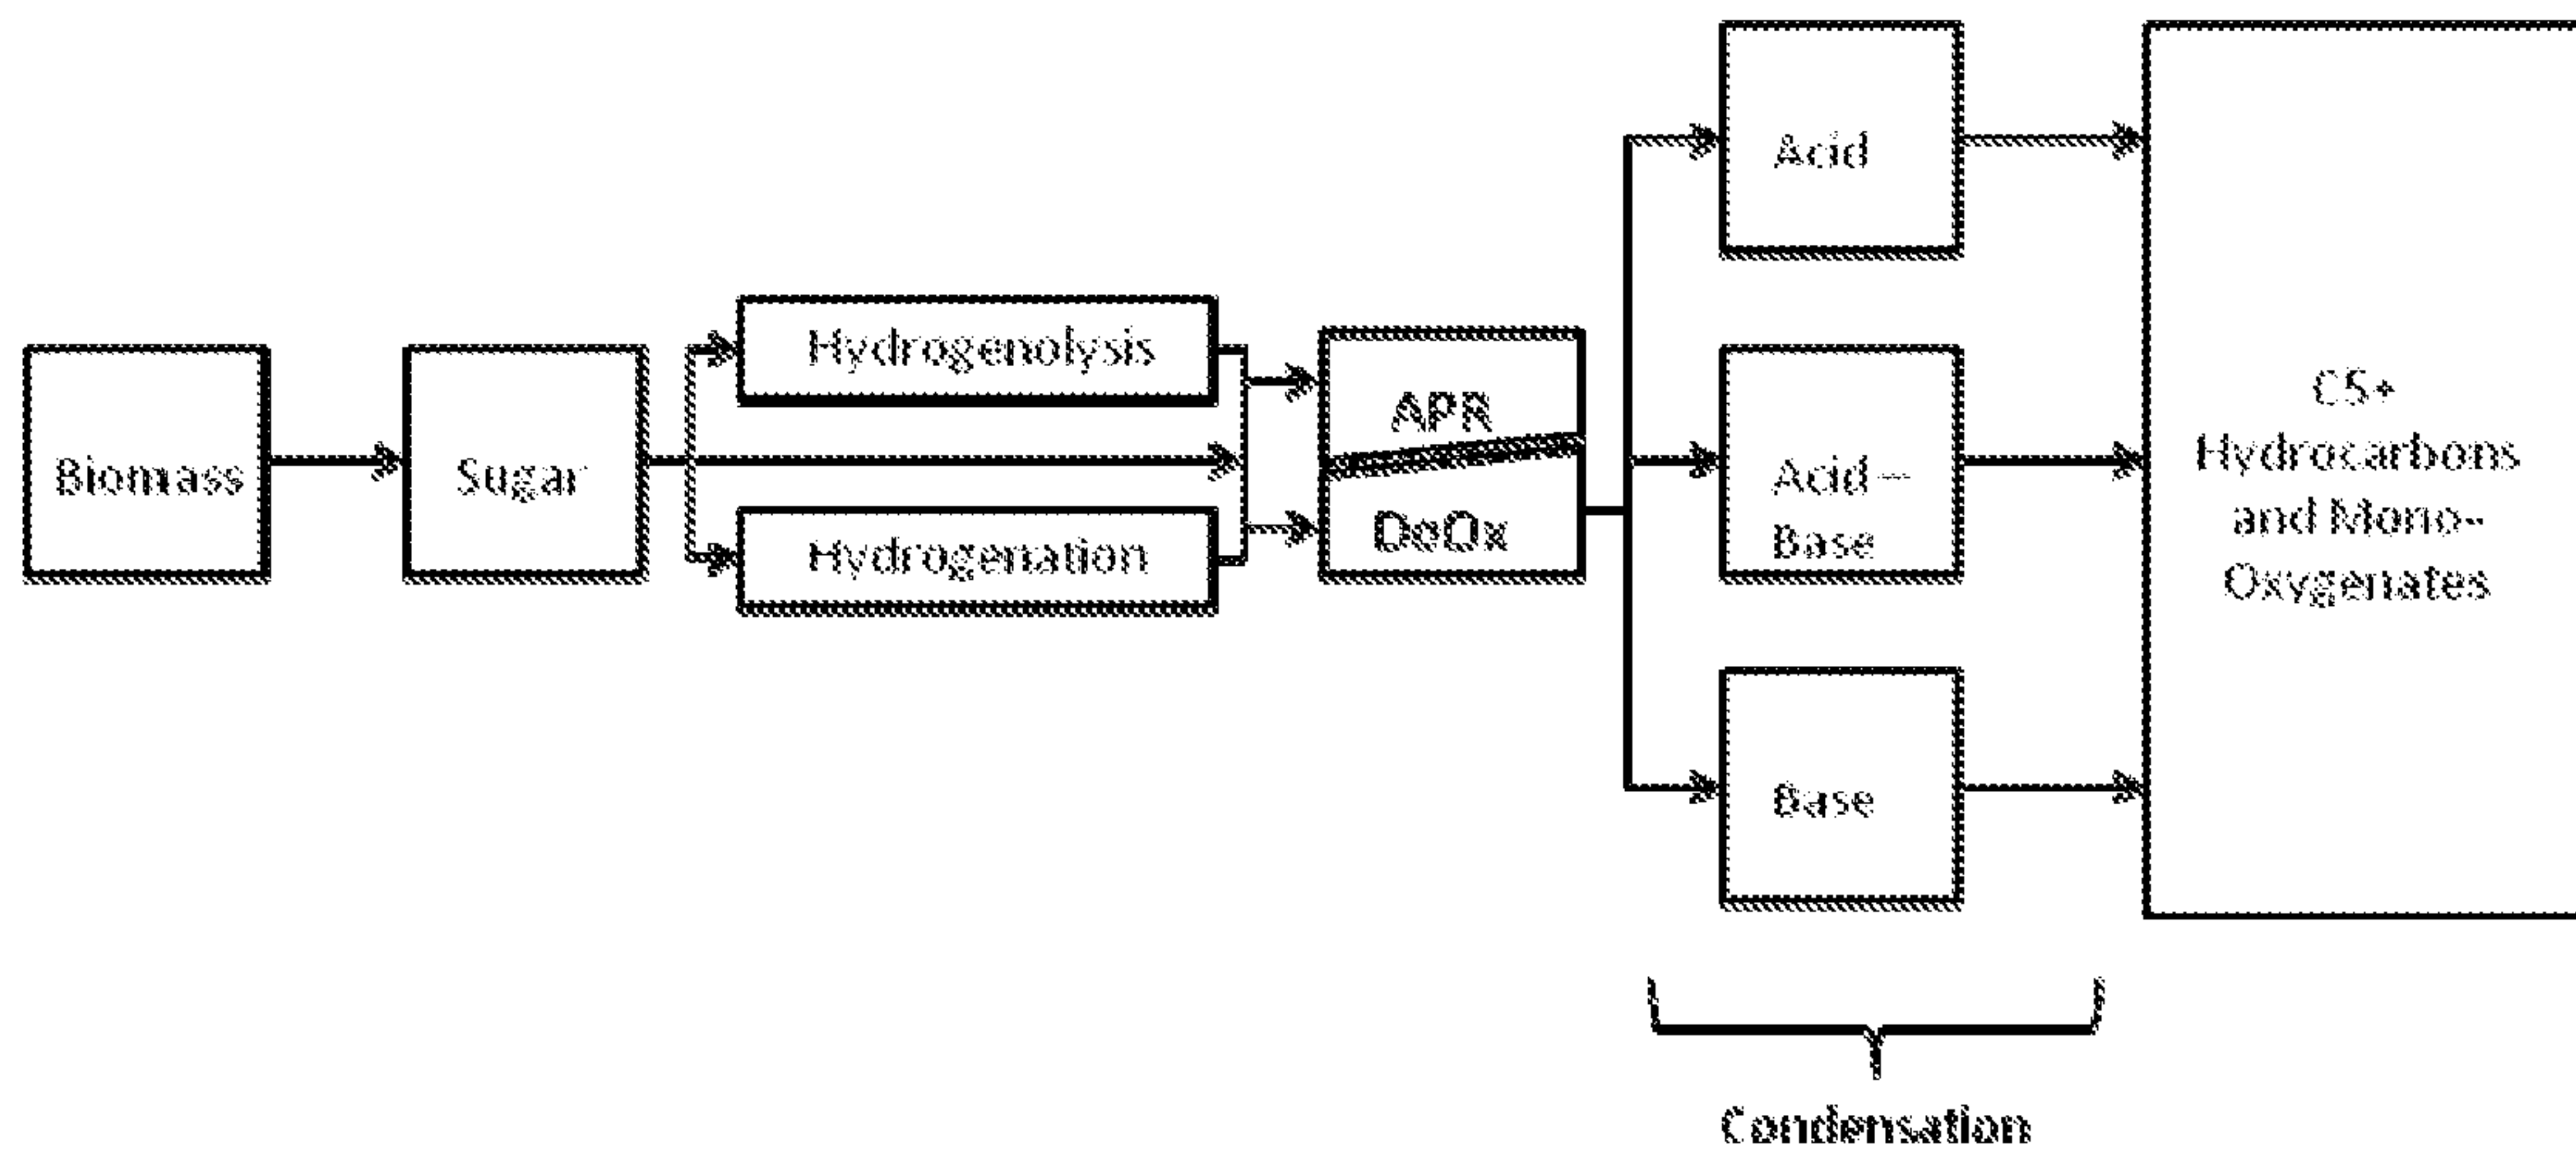 Biomass
Sugar
Hydrogenolysis
Hydrogenation
APR
DeOx
Acid
Acid –
Base
Base
C5+
Hydrocarbons
and Mono-
Oxygenates
Condensation